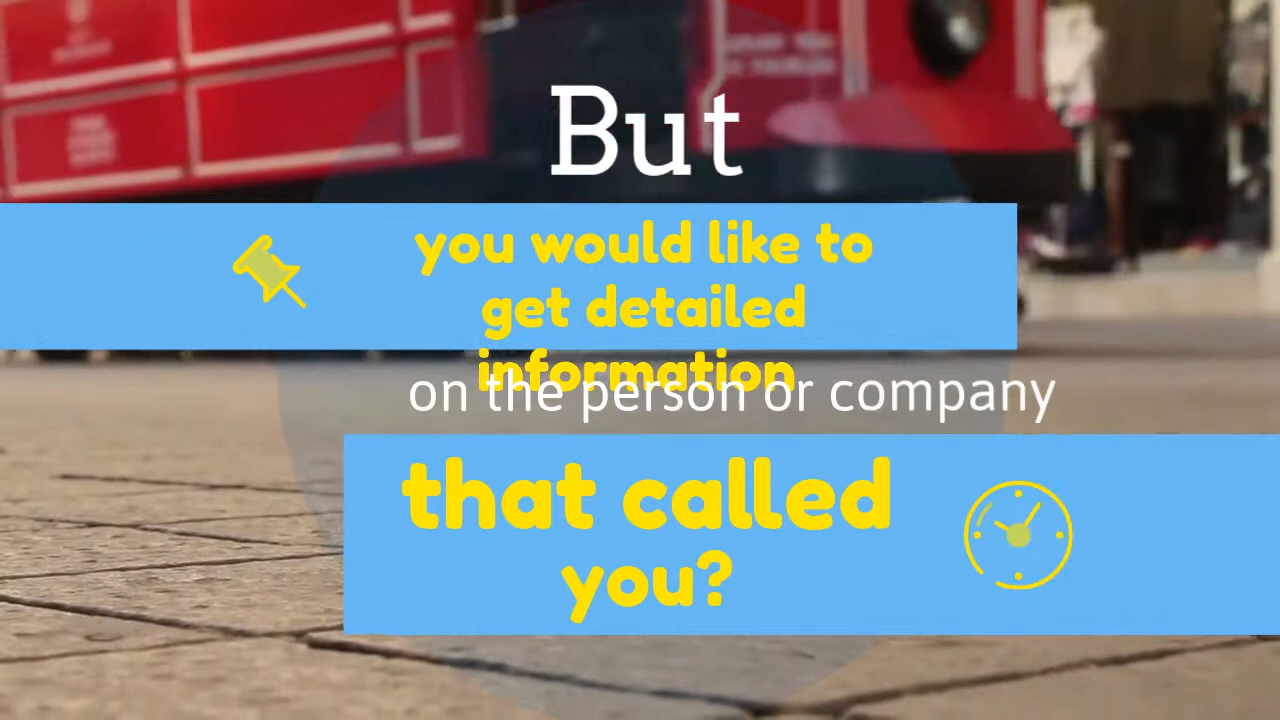 But
you would like to
get detailed
information
on the person or company
that called
you?